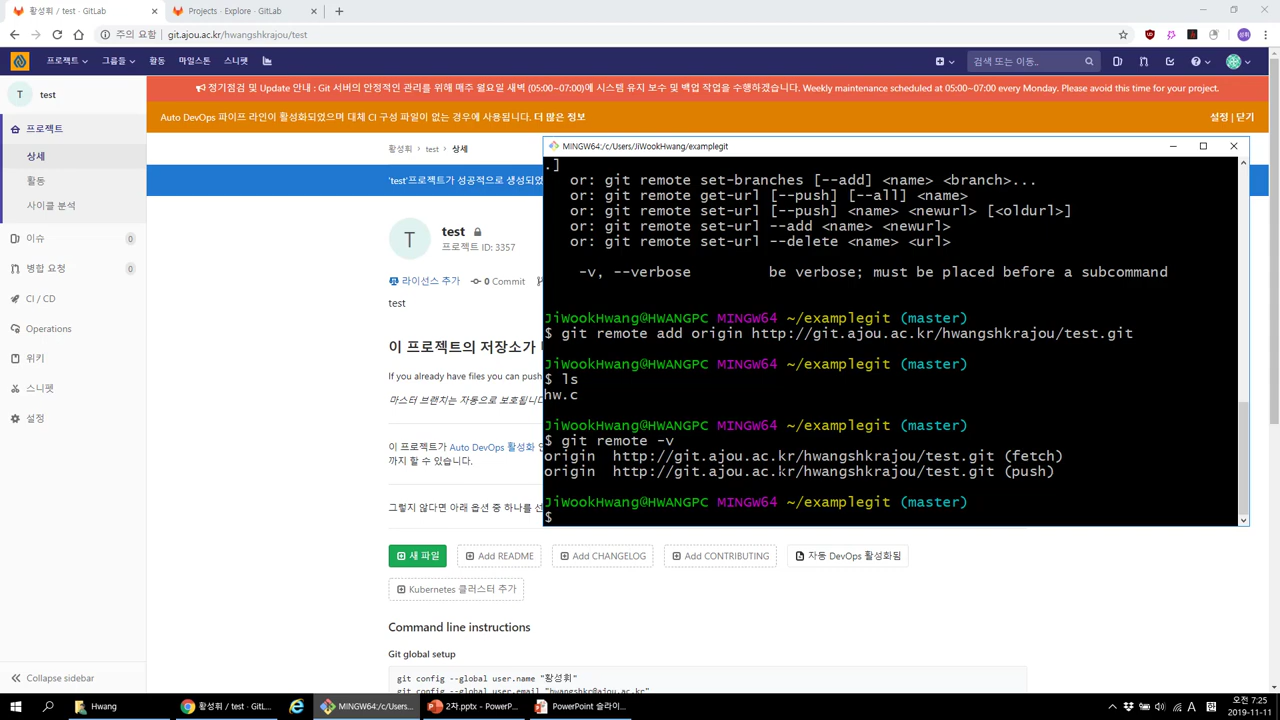 황성휘 / test · GitLab
Projects · Explore · GitLab
주의 요함
git.ajou.ac.kr/hwangshkrajou/test
성휘
프로젝트 그룹들 활동 마일스톤 스니펫
검색 또는 이동..
정기점검 및 Update 안내 : Git 서버의 안정적인 관리를 위해 매주 월요일 새벽 (05:00~07:00)에 시스템 유지 보수 및 백업 작업을 수행하겠습니다. Weekly maintenance scheduled at 05:00~07:00 every Monday. Please avoid this time for your project.
Auto DevOps 파이프 라인이 활성화되었으며 대체 CI 구성 파일이 없는 경우에 사용됩니다. 더 많은 정보
설정 | 닫기
T test
프로젝트
상세
활동
사이클 분석
이슈 0
병합 요청 0
CI / CD
Operations
위키
스니펫
설정
Collapse sidebar
황성휘 > test > 상세
'test'프로젝트가 성공적으로 생성되었
T
test
프로젝트 ID: 3357
라이선스 추가
0 Commit
test
이 프로젝트의 저장소가
If you already have files you can push
마스터 브랜치는 자동으로 보호됩니다
이 프로젝트가 Auto DevOps 활성화
까지 할 수 있습니다.
그렇지 않다면 아래 옵션 중 하나를 선
새 파일
Add README
Add CHANGELOG
Add CONTRIBUTING
자동 DevOps 활성화됨
Kubernetes 클러스터 추가
Command line instructions
Git global setup
git config --global user.name "황성휘"
git config --global user.email "hwangshkr@ajou.ac.kr"
MINGW64:/c/Users/JiWookHwang/examplegit
.]
or: git remote set-branches [--add] <name> <branch>...
or: git remote get-url [--push] [--all] <name>
or: git remote set-url [--push] <name> <newurl> [<oldurl>]
or: git remote set-url --add <name> <newurl>
or: git remote set-url --delete <name> <url>
-v, --verbose be verbose; must be placed before a subcommand
JiWookHwang@HWANGPC MINGW64 ~/examplegit (master)
$ git remote add origin http://git.ajou.ac.kr/hwangshkrajou/test.git
JiWookHwang@HWANGPC MINGW64 ~/examplegit (master)
$ ls
hw.c
JiWookHwang@HWANGPC MINGW64 ~/examplegit (master)
$ git remote -v
origin http://git.ajou.ac.kr/hwangshkrajou/test.git (fetch)
origin http://git.ajou.ac.kr/hwangshkrajou/test.git (push)
JiWookHwang@HWANGPC MINGW64 ~/examplegit (master)
$
Hwang
황성휘 / test · GitL...
MINGW64:/c/Users...
2차.pptx - PowerP...
PowerPoint 슬라이...
A
오전 7:25
2019-11-11